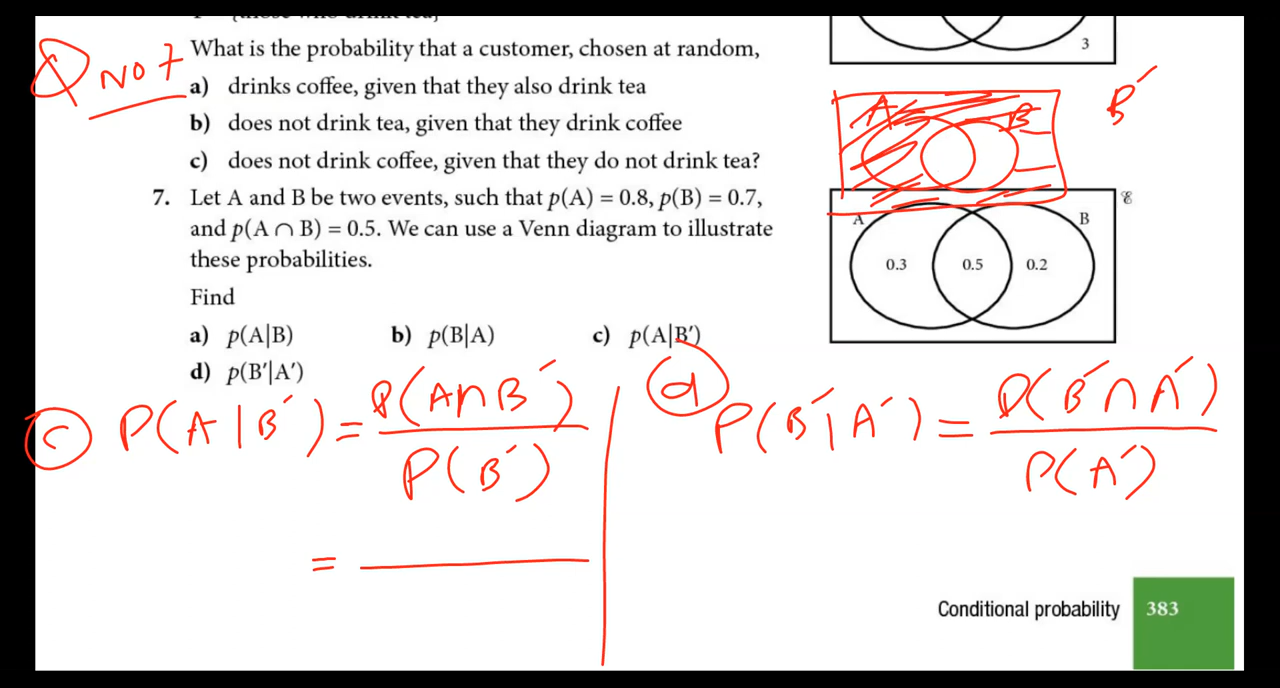 What is the probability that a customer, chosen at random,
a) drinks coffee, given that they also drink tea
b) does not drink tea, given that they drink coffee
c) does not drink coffee, given that they do not drink tea?
7. Let A and B be two events, such that p(A) = 0.8, p(B) = 0.7,
and p(A ∩ B) = 0.5. We can use a Venn diagram to illustrate
these probabilities.
Find
a) p(A|B) b) p(B|A) c) p(A|B′)
d) p(B′|A′)
3
NOT
A B
B′
ℰ
A B
0.3 0.5 0.2
c P(A|B′) = P(A∩B′)
P(B′)
=
d P(B′|A′) = P(B′∩A′)
P(A′)
Conditional probability 383